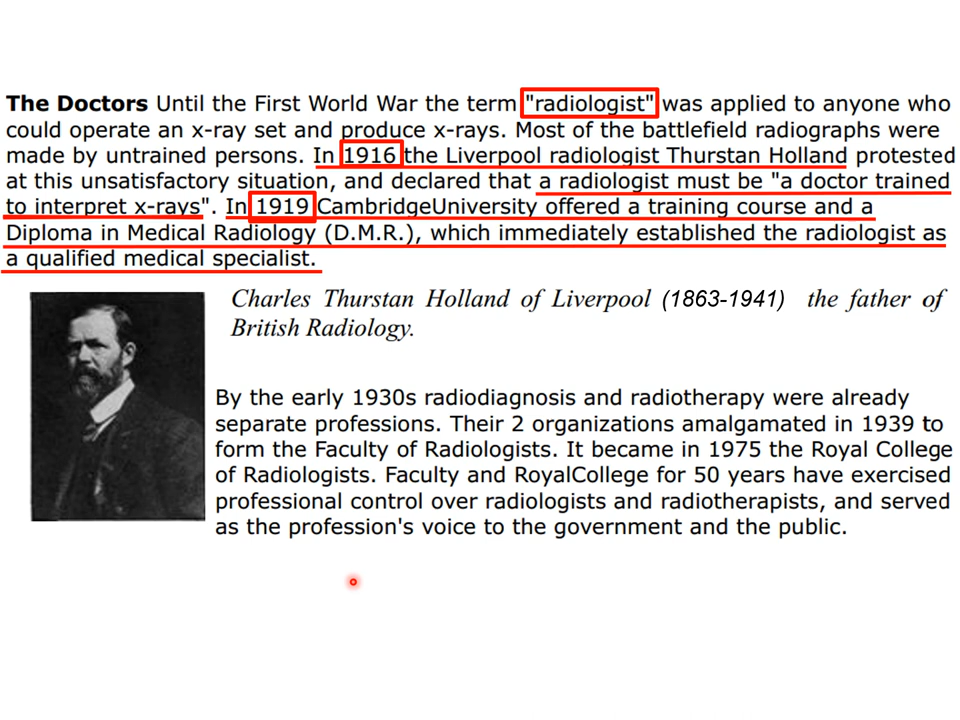 The Doctors Until the First World War the term "radiologist" was applied to anyone who
could operate an x-ray set and produce x-rays. Most of the battlefield radiographs were
made by untrained persons. In 1916 the Liverpool radiologist Thurstan Holland protested
at this unsatisfactory situation, and declared that a radiologist must be "a doctor trained
to interpret x-rays". In 1919 CambridgeUniversity offered a training course and a
Diploma in Medical Radiology (D.M.R.), which immediately established the radiologist as
a qualified medical specialist.
Charles Thurstan Holland of Liverpool (1863-1941) the father of
British Radiology.
By the early 1930s radiodiagnosis and radiotherapy were already
separate professions. Their 2 organizations amalgamated in 1939 to
form the Faculty of Radiologists. It became in 1975 the Royal College
of Radiologists. Faculty and RoyalCollege for 50 years have exercised
professional control over radiologists and radiotherapists, and served
as the profession's voice to the government and the public.